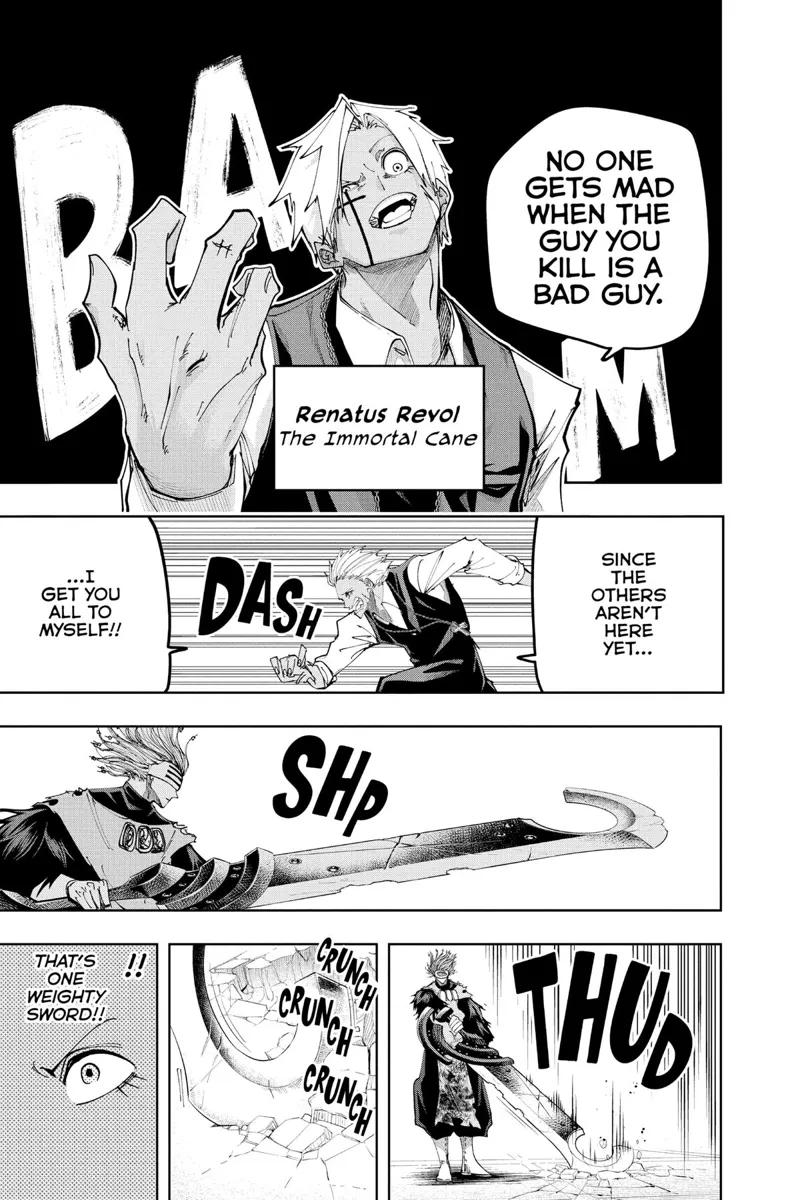 BAM
NO ONE
GETS MAD
WHEN THE
GUY YOU
KILL IS A
BAD GUY.
Renatus Revol
The Immortal Cane
SINCE
THE
OTHERS
AREN'T
HERE
YET...
DASH
...I
GET YOU
ALL TO
MYSELF!!
SHP
THUD
CRUNCH
CRUNCH
CRUNCH
!!
THAT'S
ONE
WEIGHTY
SWORD!!